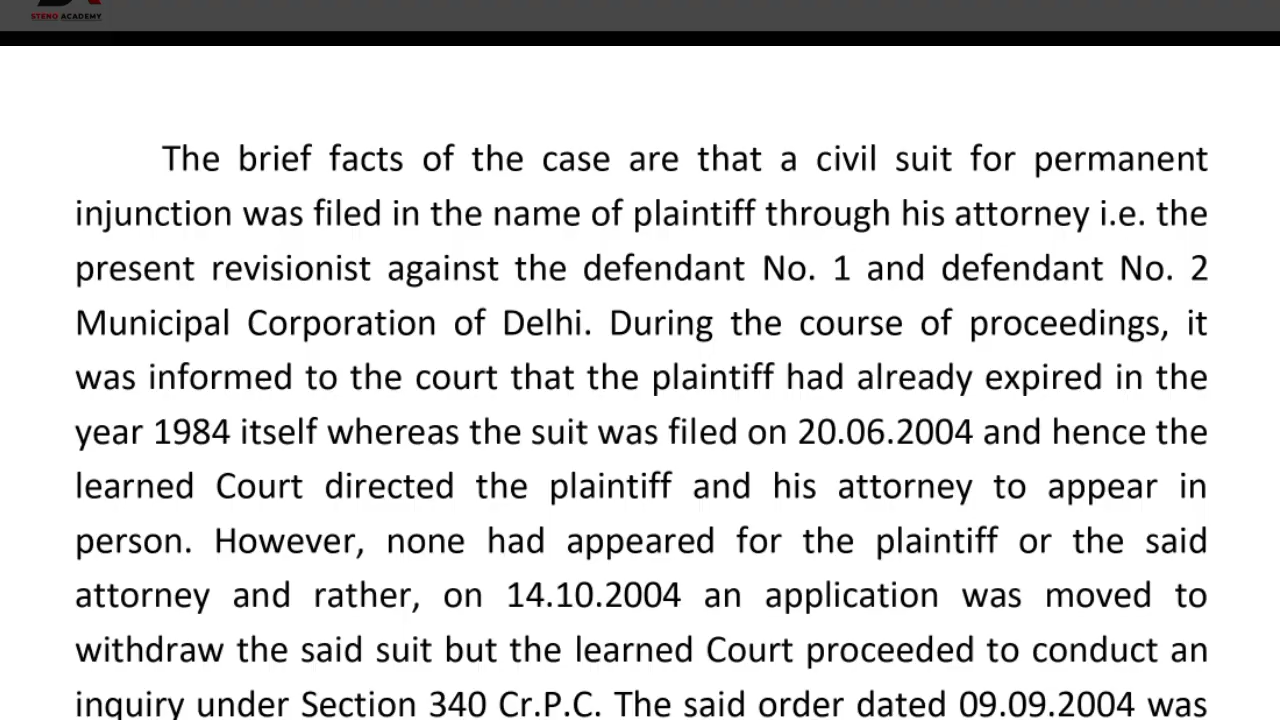 STENO ACADEMY
The brief facts of the case are that a civil suit for permanent
injunction was filed in the name of plaintiff through his attorney i.e. the
present revisionist against the defendant No. 1 and defendant No. 2
Municipal Corporation of Delhi. During the course of proceedings, it
was informed to the court that the plaintiff had already expired in the
year 1984 itself whereas the suit was filed on 20.06.2004 and hence the
learned Court directed the plaintiff and his attorney to appear in
person. However, none had appeared for the plaintiff or the said
attorney and rather, on 14.10.2004 an application was moved to
withdraw the said suit but the learned Court proceeded to conduct an
inquiry under Section 340 Cr.P.C. The said order dated 09.09.2004 was